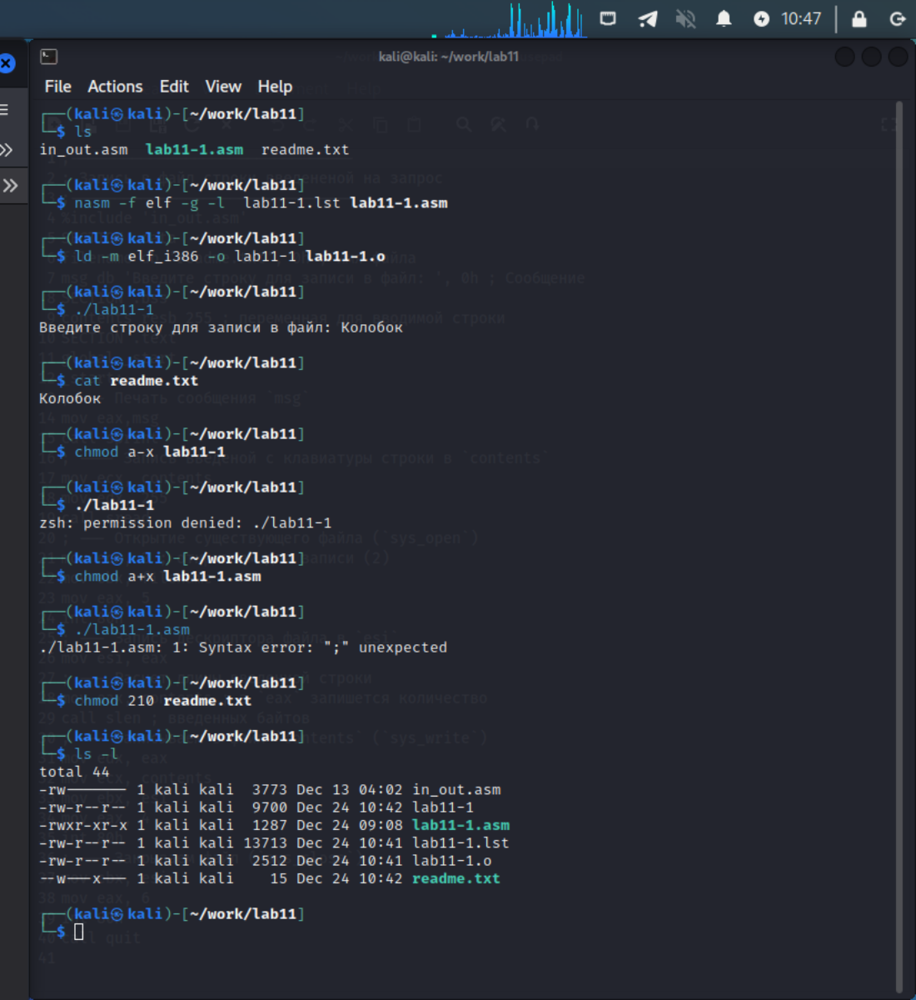 10:47
kali@kali: ~/work/lab11
File Actions Edit View Help
┌──(kali㉿kali)-[~/work/lab11]
└─$ ls
in_out.asm lab11-1.asm readme.txt
┌──(kali㉿kali)-[~/work/lab11]
└─$ nasm -f elf -g -l lab11-1.lst lab11-1.asm
┌──(kali㉿kali)-[~/work/lab11]
└─$ ld -m elf_i386 -o lab11-1 lab11-1.o
┌──(kali㉿kali)-[~/work/lab11]
└─$ ./lab11-1
Введите строку для записи в файл: Колобок
┌──(kali㉿kali)-[~/work/lab11]
└─$ cat readme.txt
Колобок
┌──(kali㉿kali)-[~/work/lab11]
└─$ chmod a-x lab11-1
┌──(kali㉿kali)-[~/work/lab11]
└─$ ./lab11-1
zsh: permission denied: ./lab11-1
┌──(kali㉿kali)-[~/work/lab11]
└─$ chmod a+x lab11-1.asm
┌──(kali㉿kali)-[~/work/lab11]
└─$ ./lab11-1.asm
./lab11-1.asm: 1: Syntax error: ";" unexpected
┌──(kali㉿kali)-[~/work/lab11]
└─$ chmod 210 readme.txt
┌──(kali㉿kali)-[~/work/lab11]
└─$ ls -l
total 44
-rw------- 1 kali kali 3773 Dec 13 04:02 in_out.asm
-rw-r--r-- 1 kali kali 9700 Dec 24 10:42 lab11-1
-rwxr-xr-x 1 kali kali 1287 Dec 24 09:08 lab11-1.asm
-rw-r--r-- 1 kali kali 13713 Dec 24 10:41 lab11-1.lst
-rw-r--r-- 1 kali kali 2512 Dec 24 10:41 lab11-1.o
--w---x--- 1 kali kali 15 Dec 24 10:42 readme.txt
┌──(kali㉿kali)-[~/work/lab11]
└─$